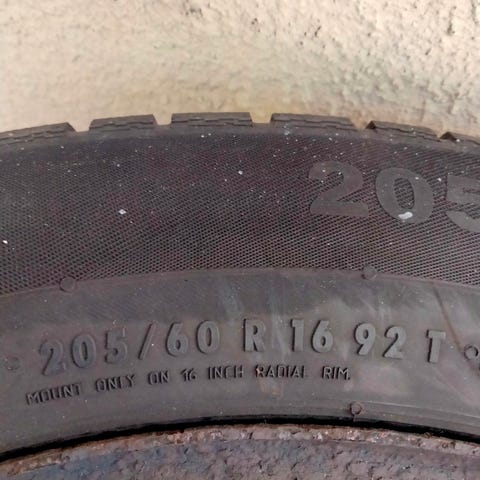 205
205/60 R 16 92 T
MOUNT ONLY ON 16 INCH RADIAL RIM.